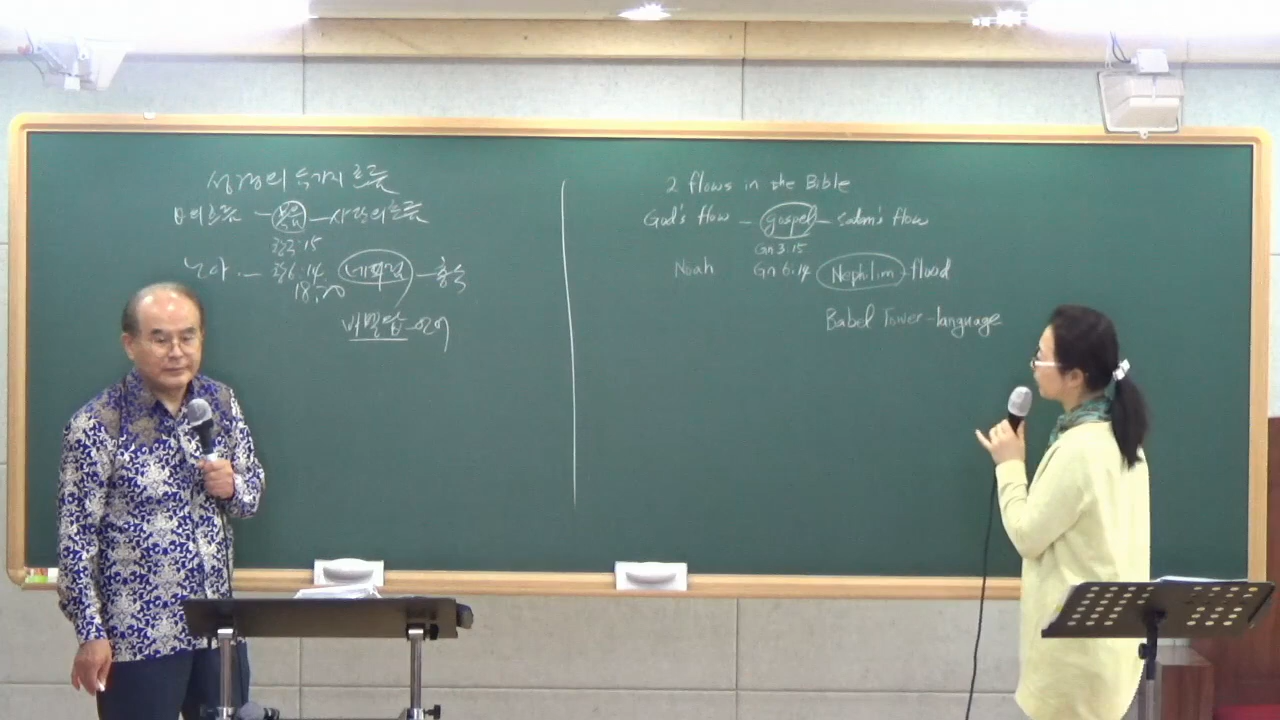 성경의 두가지 흐름
하의흐름 – 복음 – 사탄의흐름
창3:15
노아 – 창6:14 네피림 – 홍수
18, 20
바벨탑 – 언어
2 flows in the Bible
God's flow – gospel – satan's flow
Gn 3:15
Noah Gn 6:14 Nephilim – flood
Babel Tower – language